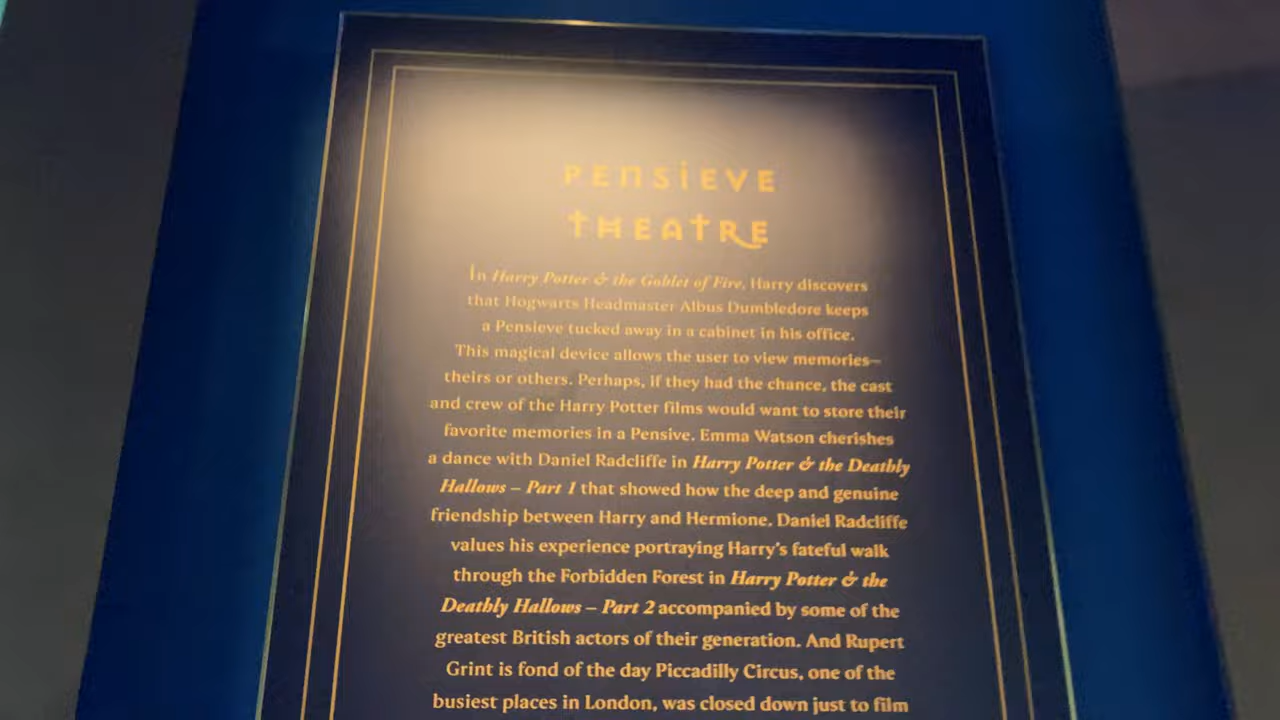 PENSIEVE
THEATRE
In Harry Potter & the Goblet of Fire, Harry discovers
that Hogwarts Headmaster Albus Dumbledore keeps
a Pensieve tucked away in a cabinet in his office.
This magical device allows the user to view memories—
theirs or others. Perhaps, if they had the chance, the cast
and crew of the Harry Potter films would want to store their
favorite memories in a Pensive. Emma Watson cherishes
a dance with Daniel Radcliffe in Harry Potter & the Deathly
Hallows – Part 1 that showed how the deep and genuine
friendship between Harry and Hermione. Daniel Radcliffe
values his experience portraying Harry's fateful walk
through the Forbidden Forest in Harry Potter & the
Deathly Hallows – Part 2 accompanied by some of the
greatest British actors of their generation. And Rupert
Grint is fond of the day Piccadilly Circus, one of the
busiest places in London, was closed down just to film